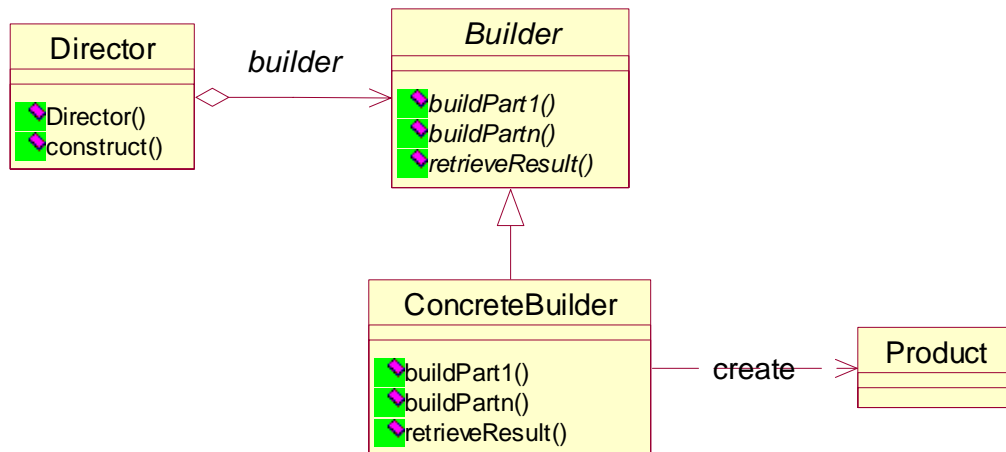 Director
Director()
construct()
builder
Builder
buildPart1()
buildPartn()
retrieveResult()
ConcreteBuilder
buildPart1()
buildPartn()
retrieveResult()
create
Product